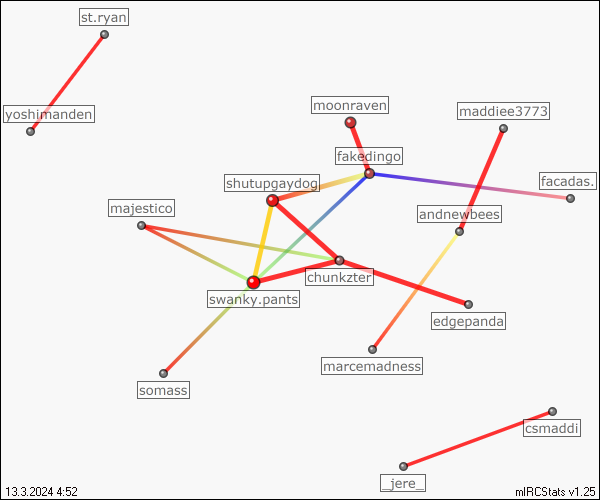 st.ryan
yoshimanden
moonraven
maddiee3773
fakedingo
shutupgaydog
facadas.
majestico
andnewbees
chunkzter
swanky.pants
edgepanda
marcemadness
somass
csmaddi
_jere_
13.3.2024 4:52
mIRCStats v1.25